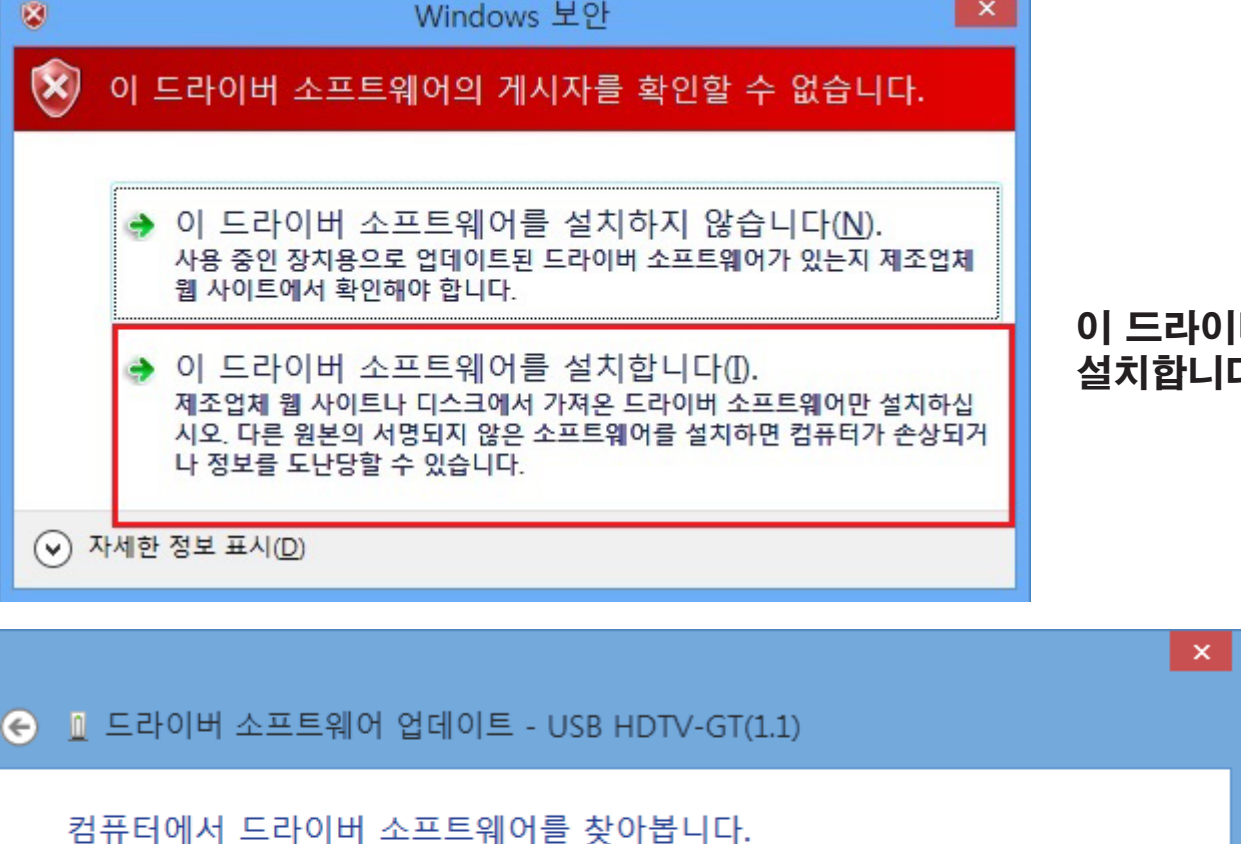 Windows 보안
이 드라이버 소프트웨어의 게시자를 확인할 수 없습니다.
이 드라이버 소프트웨어를 설치하지 않습니다(N).
사용 중인 장치용으로 업데이트된 드라이버 소프트웨어가 있는지 제조업체
웹 사이트에서 확인해야 합니다.
이 드라이버 소프트웨어를 설치합니다(I).
제조업체 웹 사이트나 디스크에서 가져온 드라이버 소프트웨어만 설치하십
시오. 다른 원본의 서명되지 않은 소프트웨어를 설치하면 컴퓨터가 손상되거
나 정보를 도난당할 수 있습니다.
자세한 정보 표시(D)
이
드라이버 소프트웨어 업데이트 - USB HDTV-GT(1.1)
컴퓨터에서 드라이버 소프트웨어를 찾아봅니다.